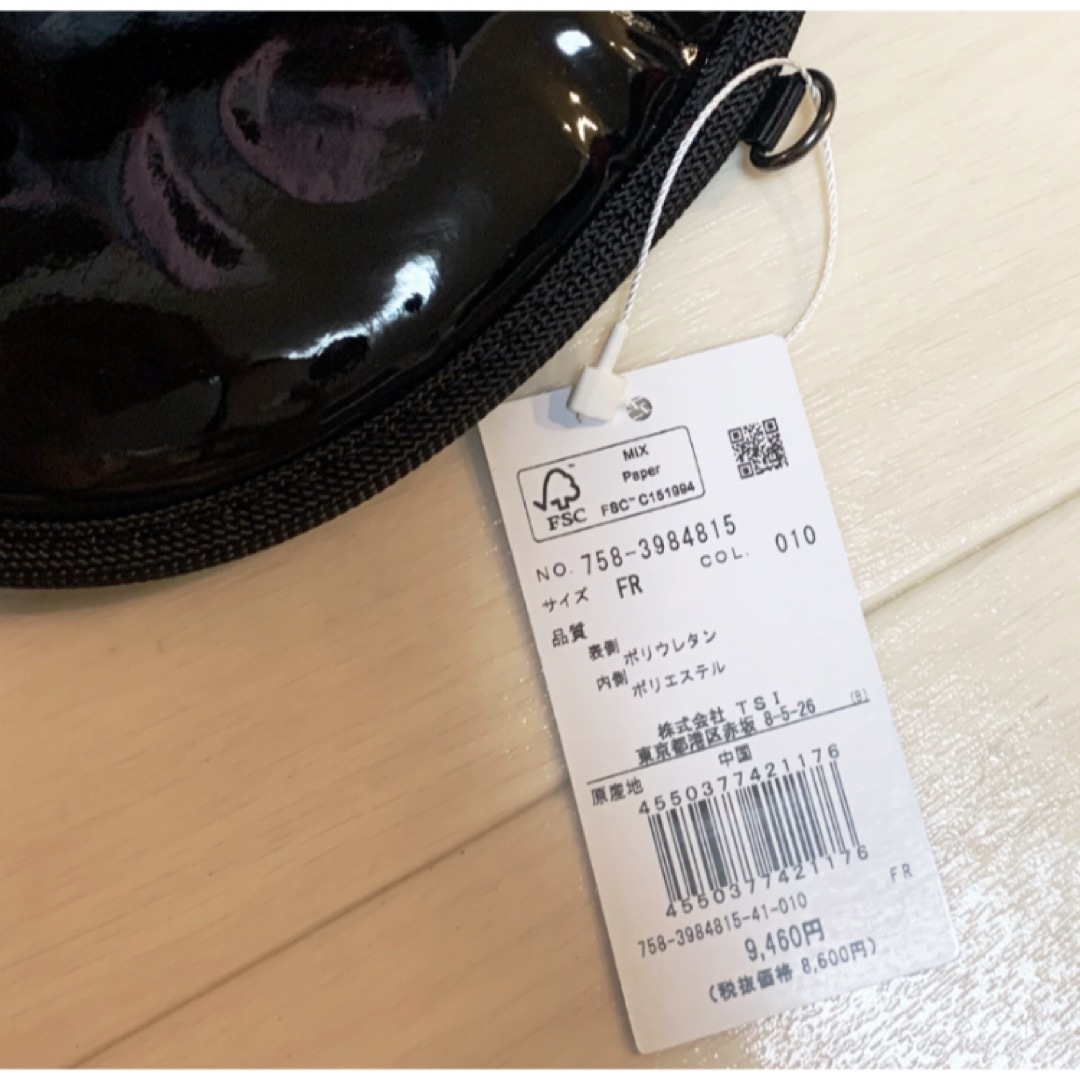 MIX
Paper
FSC™ C151994
FSC
NO. 758-3984815
COL. 010
サイズ FR
品質
表側 ポリウレタン
内側 ポリエステル
株式会社 TSI
東京都港区赤坂 8-5-26 (B)
原産地 中国
4550377421176
4550377421176
758-3984815-41-010 FR
9,460円
(税抜価格 8,600円)